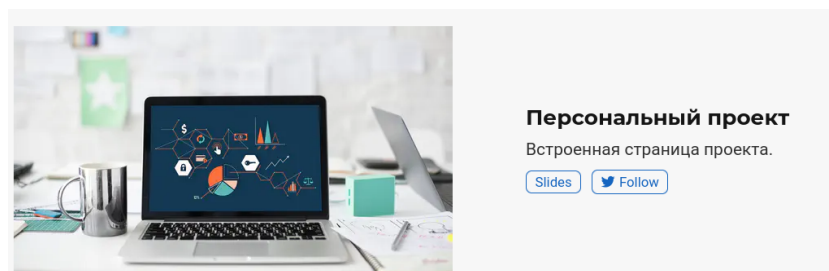 Персональный проект
Встроенная страница проекта.
Slides Follow